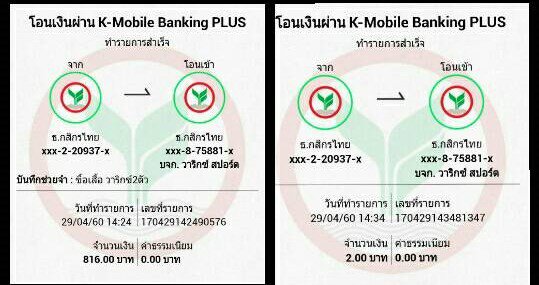 โอนเงินผ่าน K-Mobile Banking PLUS
ทำรายการสำเร็จ
จาก
โอนเข้า
ธ.กสิกรไทย
xxx-2-20937-x
ธ.กสิกรไทย
xxx-8-75881-x
บจก. วาริกซ์ สปอร์ต
บันทึกช่วยจำ : ซื้อเสื้อ วาริกซ์2ตัว
วันที่ทำรายการ
29/04/60 14:24
เลขที่รายการ
170429142490576
จำนวนเงิน
816.00 บาท
ค่าธรรมเนียม
0.00 บาท
โอนเงินผ่าน K-Mobile Banking PLUS
ทำรายการสำเร็จ
จาก
โอนเข้า
ธ.กสิกรไทย
xxx-2-20937-x
ธ.กสิกรไทย
xxx-8-75881-x
บจก. วาริกซ์ สปอร์ต
วันที่ทำรายการ
29/04/60 14:34
เลขที่รายการ
170429143481347
จำนวนเงิน
2.00 บาท
ค่าธรรมเนียม
0.00 บาท